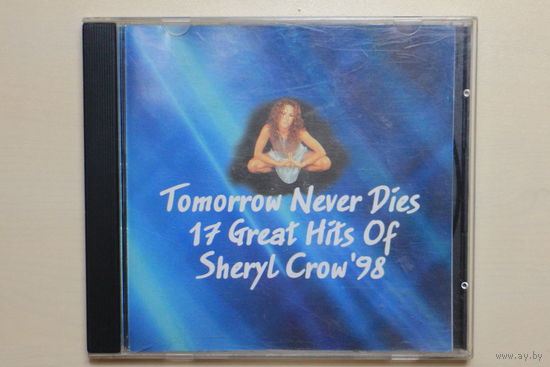 Tomorrow Never Dies
17 Great Hits Of
Sheryl Crow '98
www.ay.by